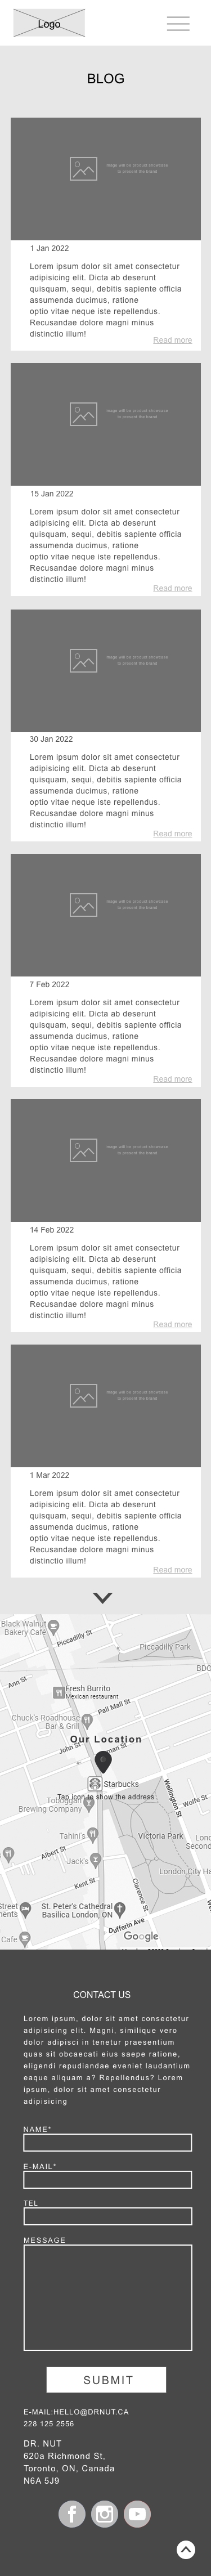 Logo
BLOG
Image will be product showcase
to present the brand
1 Jan 2022
Lorem ipsum dolor sit amet consectetur
adipisicing elit. Dicta ab deserunt
quisquam, sequi, debitis sapiente officia
assumenda ducimus, ratione
optio vitae neque iste repellendus.
Recusandae dolore magni minus
distinctio illum!
Read more
Image will be product showcase
to present the brand
15 Jan 2022
Lorem ipsum dolor sit amet consectetur
adipisicing elit. Dicta ab deserunt
quisquam, sequi, debitis sapiente officia
assumenda ducimus, ratione
optio vitae neque iste repellendus.
Recusandae dolore magni minus
distinctio illum!
Read more
Image will be product showcase
to present the brand
30 Jan 2022
Lorem ipsum dolor sit amet consectetur
adipisicing elit. Dicta ab deserunt
quisquam, sequi, debitis sapiente officia
assumenda ducimus, ratione
optio vitae neque iste repellendus.
Recusandae dolore magni minus
distinctio illum!
Read more
Image will be product showcase
to present the brand
7 Feb 2022
Lorem ipsum dolor sit amet consectetur
adipisicing elit. Dicta ab deserunt
quisquam, sequi, debitis sapiente officia
assumenda ducimus, ratione
optio vitae neque iste repellendus.
Recusandae dolore magni minus
distinctio illum!
Read more
Image will be product showcase
to present the brand
14 Feb 2022
Lorem ipsum dolor sit amet consectetur
adipisicing elit. Dicta ab deserunt
quisquam, sequi, debitis sapiente officia
assumenda ducimus, ratione
optio vitae neque iste repellendus.
Recusandae dolore magni minus
distinctio illum!
Read more
Image will be product showcase
to present the brand
1 Mar 2022
Lorem ipsum dolor sit amet consectetur
adipisicing elit. Dicta ab deserunt
quisquam, sequi, debitis sapiente officia
assumenda ducimus, ratione
optio vitae neque iste repellendus.
Recusandae dolore magni minus
distinctio illum!
Read more
Black Walnut
Bakery Cafe
Piccadilly St
Piccadilly Park
BDO
Ann St
Fresh Burrito
Mexican restaurant
Pall Mall St
Chuck's Roadhouse
Bar & Grill
Our Location
John St
Starbucks
Tap icon to show the address
Toboggan
Brewing Company
Wellington St
Wolfe St
Tahini's
Victoria Park
Lond
Second
Albert St
Jack's
London City Ha
Kent St
Clarence St
Street
ments
St. Peter's Cathedral
Basilica London, ON
Dufferin Ave
Cafe
Google
CONTACT US
Lorem ipsum, dolor sit amet consectetur
adipisicing elit. Magni, similique vero
dolor adipisci in tenetur praesentium
quas sit obcaecati eius saepe ratione,
eligendi repudiandae eveniet laudantium
eaque aliquam a? Repellendus? Lorem
ipsum, dolor sit amet consectetur
adipisicing
NAME*
E-MAIL*
TEL
MESSAGE
SUBMIT
E-MAIL:HELLO@DRNUT.CA
228 125 2556
DR. NUT
620a Richmond St,
Toronto, ON, Canada
N6A 5J9